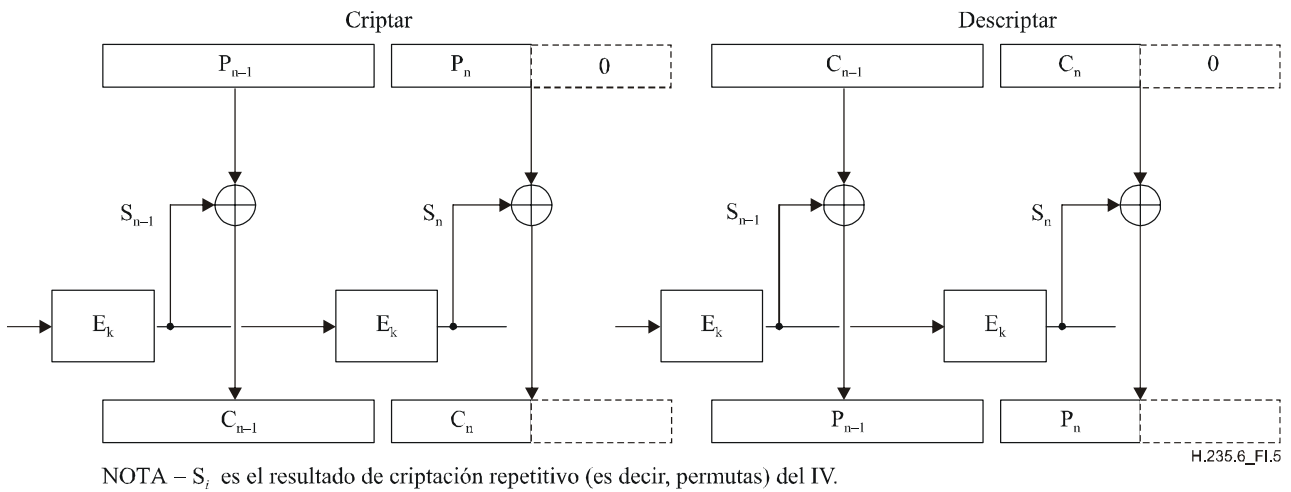 Criptar Descriptar
Pn–1 Pn 0 Cn–1 Cn 0
Sn–1 Sn Sn–1 Sn
Ek Ek Ek Ek
Cn–1 Cn Pn–1 Pn
H.235.6_FI.5
NOTA – Si es el resultado de criptación repetitivo (es decir, permutas) del IV.